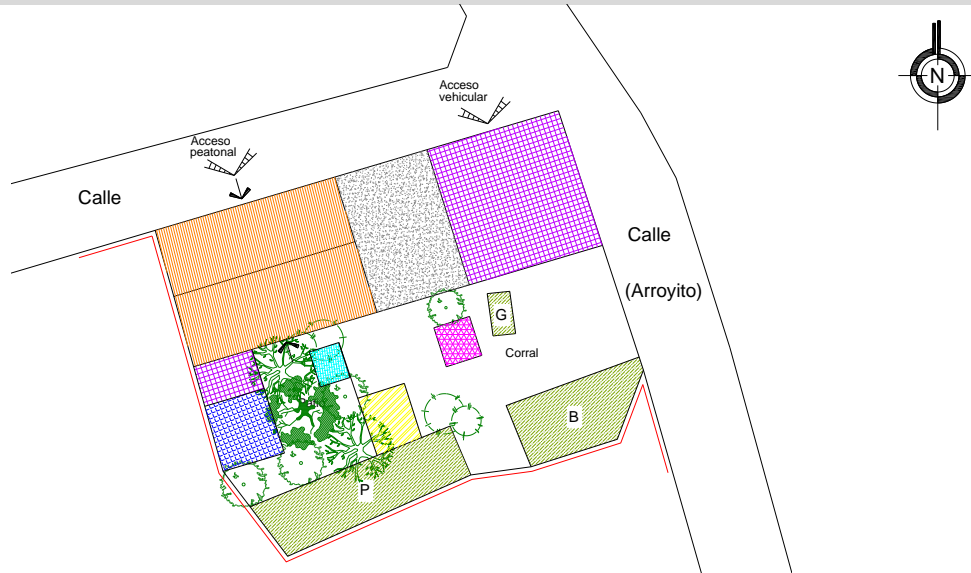 N
Acceso
vehicular
Acceso
peatonal
Calle
Calle
(Arroyito)
G
Corral
B
P